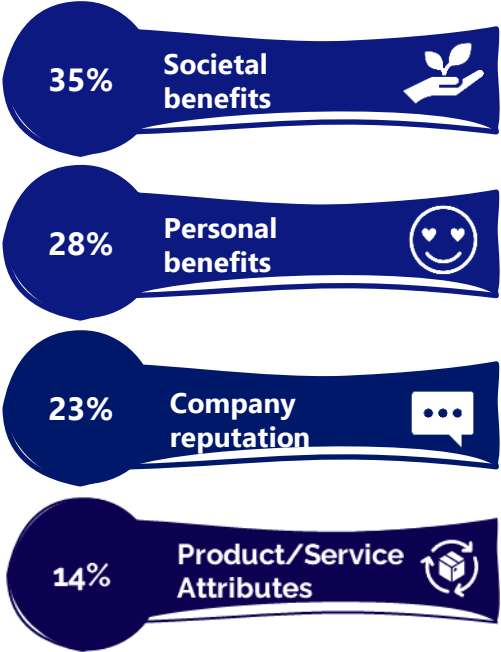 35%
Societal
benefits
28%
Personal
benefits
23%
Company
reputation
14%
Product/Service
Attributes